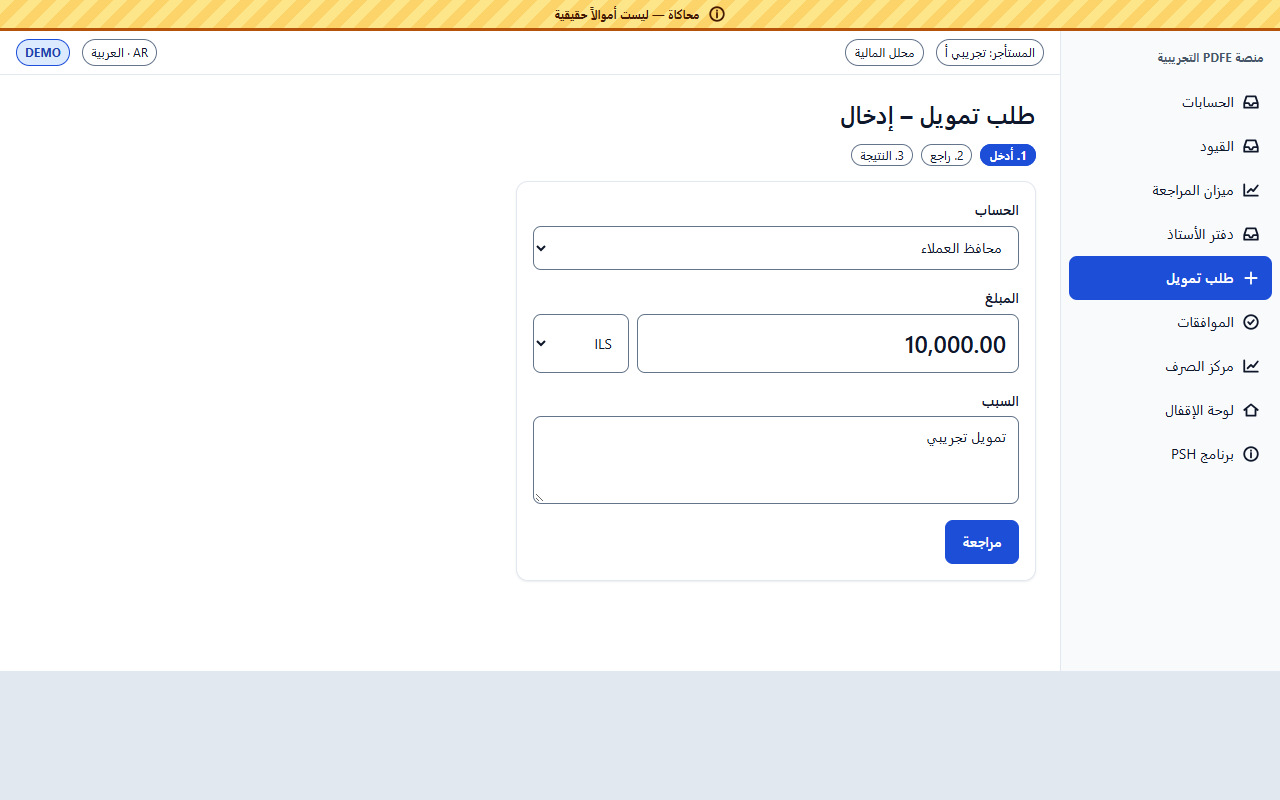 محاكاة — ليست أموالاً حقيقية
منصة PDFE التجريبية
الحسابات
القيود
ميزان المراجعة
دفتر الأستاذ
طلب تمويل
الموافقات
مركز الصرف
لوحة الإقفال
برنامج PSH
المستأجر: تجريبي أ
محلل المالية
AR · العربية
DEMO
طلب تمويل – إدخال
1. أدخل
2. راجع
3. النتيجة
الحساب
محافظ العملاء
المبلغ
10,000.00
ILS
السبب
تمويل تجريبي
مراجعة